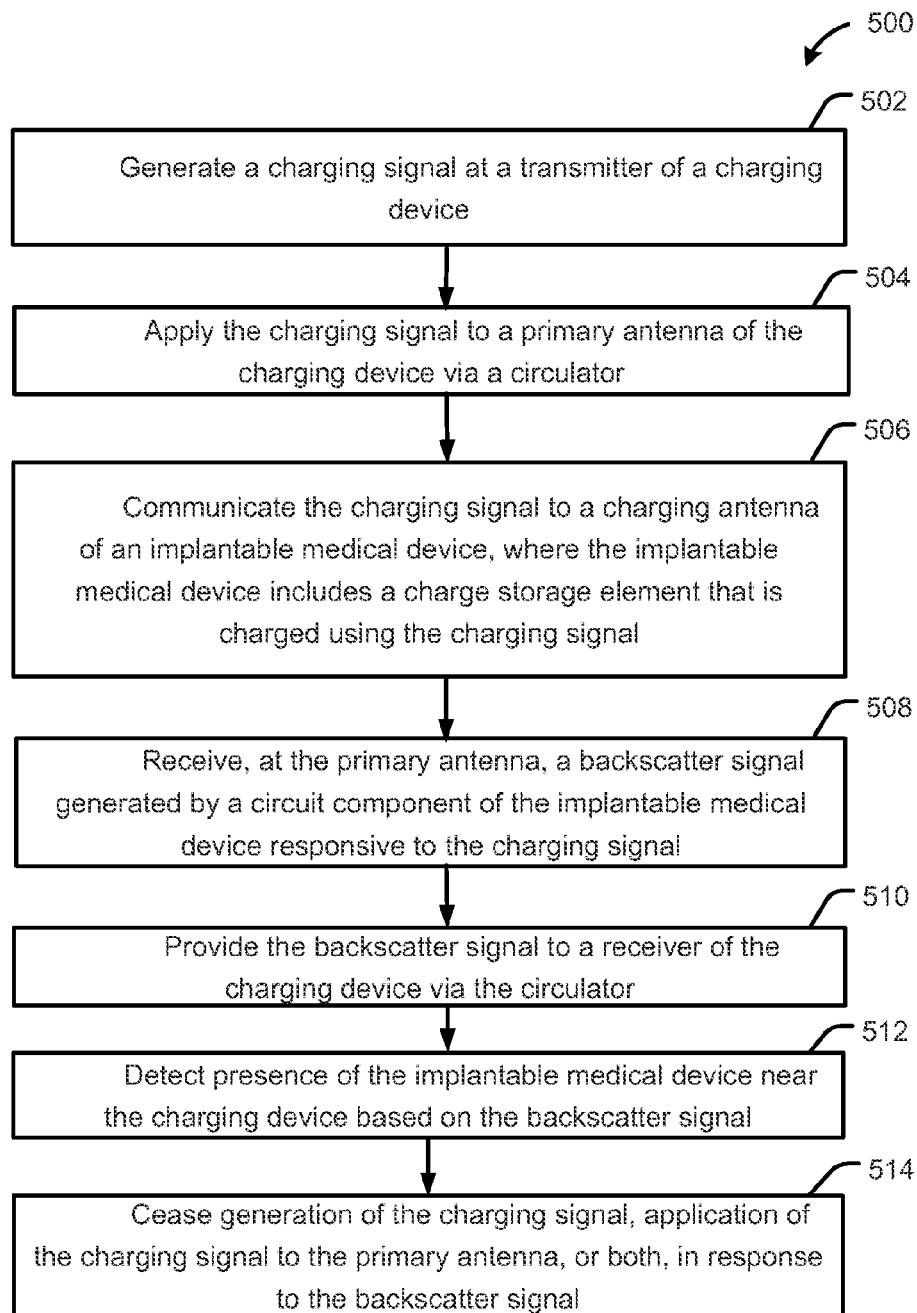 500
502
Generate a charging signal at a transmitter of a charging
device
504
Apply the charging signal to a primary antenna of the
charging device via a circulator
506
Communicate the charging signal to a charging antenna
of an implantable medical device, where the implantable
medical device includes a charge storage element that is
charged using the charging signal
508
Receive, at the primary antenna, a backscatter signal
generated by a circuit component of the implantable medical
device responsive to the charging signal
510
Provide the backscatter signal to a receiver of the
charging device via the circulator
512
Detect presence of the implantable medical device near
the charging device based on the backscatter signal
514
Cease generation of the charging signal, application of
the charging signal to the primary antenna, or both, in response
to the backscatter signal